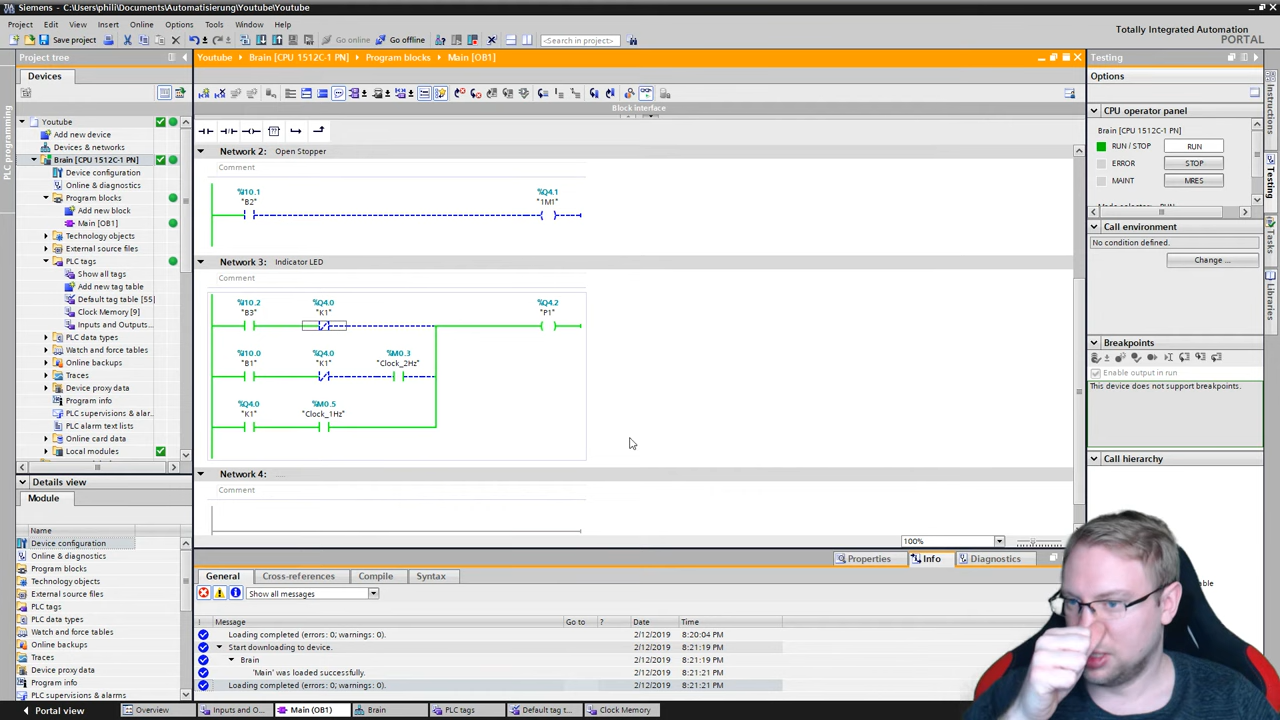 Siemens - C:\Users\phili\Documents\Automatisierung\Youtube\Youtube
Project Edit View Insert Online Options Tools Window Help
Totally Integrated Automation
PORTAL
Save project Go online Go offline <Search in project>
Project tree
Youtube Brain [CPU 1512C-1 PN] Program blocks Main [OB1]
Testing
Devices
Options
PLC programming
Block interface
Youtube
Add new device
Devices & networks
Brain [CPU 1512C-1 PN]
Device configuration
Online & diagnostics
Program blocks
Add new block
Main [OB1]
Technology objects
External source files
PLC tags
Show all tags
Add new tag table
Default tag table [55]
Clock Memory [9]
Inputs and Outputs...
PLC data types
Watch and force tables
Online backups
Traces
Device proxy data
Program info
PLC supervisions & alar...
PLC alarm text lists
Online card data
Local modules
Details view
Module
Name
Device configuration
Online & diagnostics
Program blocks
Technology objects
External source files
PLC tags
PLC data types
Watch and force tables
Online backups
Traces
Device proxy data
Program info
PLC supervisions & alarms
Network 2: Open Stopper
Comment
%I10.1 %Q4.1
"B2" "1M1"
Network 3: Indicator LED
Comment
%I10.2 %Q4.0 %Q4.2
"B3" "K1" "P1"
%I10.0 %Q4.0 %M0.3
"B1" "K1" "Clock_2Hz"
%Q4.0 %M0.5
"K1" "Clock_1Hz"
Network 4: .....
Comment
100%
Properties Info Diagnostics
General Cross-references Compile Syntax
Show all messages
! Message Go to ? Date Time
Loading completed (errors: 0; warnings: 0). 2/12/2019 8:20:04 PM
Start downloading to device. 2/12/2019 8:21:19 PM
Brain 2/12/2019 8:21:19 PM
'Main' was loaded successfully. 2/12/2019 8:21:21 PM
Loading completed (errors: 0; warnings: 0). 2/12/2019 8:21:21 PM
CPU operator panel
Brain [CPU 1512C-1 PN]
RUN / STOP RUN
ERROR STOP
MAINT MRES
Call environment
No condition defined.
Change ...
Breakpoints
Enable output in run
This device does not support breakpoints.
Call hierarchy
Instructions
Testing
Tasks
Libraries
Portal view Overview Inputs and O... Main (OB1) Brain PLC tags Default tag t... Clock Memory